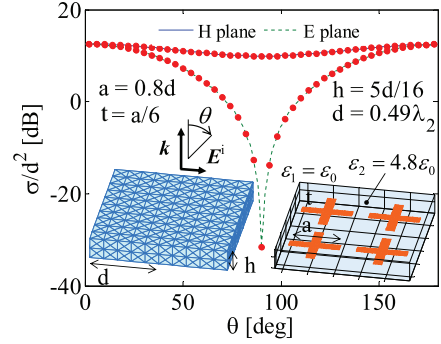 H plane E plane
20
a = 0.8d
t = a/6
h = 5d/16
d = 0.49λ₂
θ
k
Eⁱ
ε₁ = ε₀
ε₂ = 4.8ε₀
t
a
h
d
0
-20
-40
σ/d² [dB]
0 50 100 150
θ [deg]